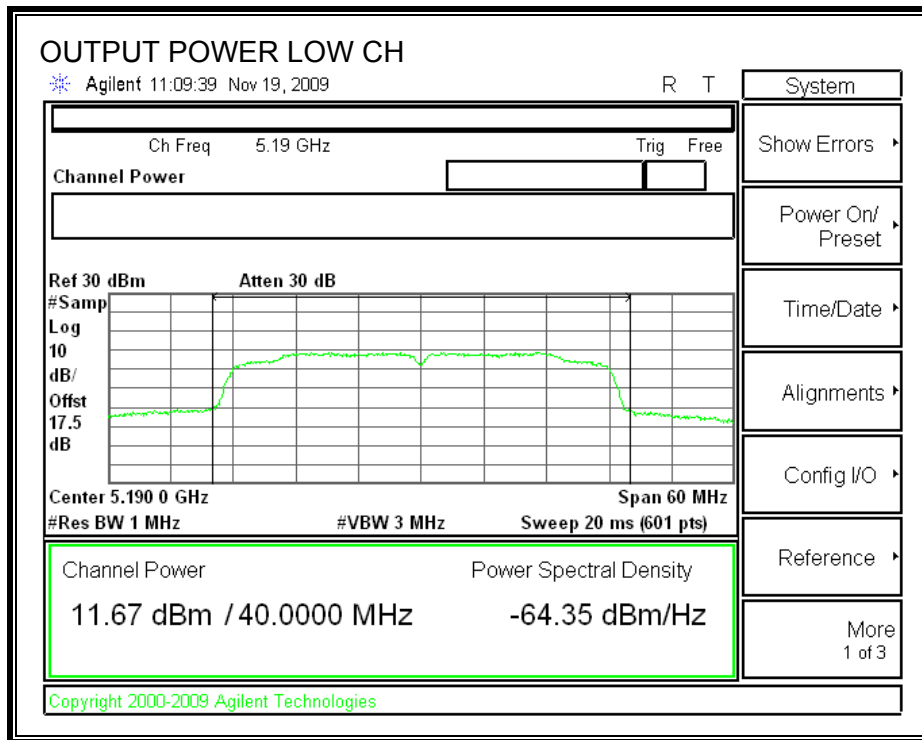 OUTPUT POWER LOW CH
Agilent 11:09:39 Nov 19, 2009 R T
System
Ch Freq 5.19 GHz Trig Free
Show Errors
Channel Power
Power On/
Preset
Ref 30 dBm Atten 30 dB
#Samp
Log
10
dB/
Offst
17.5
dB
Time/Date
Alignments
Config I/O
Center 5.190 0 GHz Span 60 MHz
#Res BW 1 MHz #VBW 3 MHz Sweep 20 ms (601 pts)
Channel Power Power Spectral Density
11.67 dBm / 40.0000 MHz -64.35 dBm/Hz
Reference
More
1 of 3
Copyright 2000-2009 Agilent Technologies